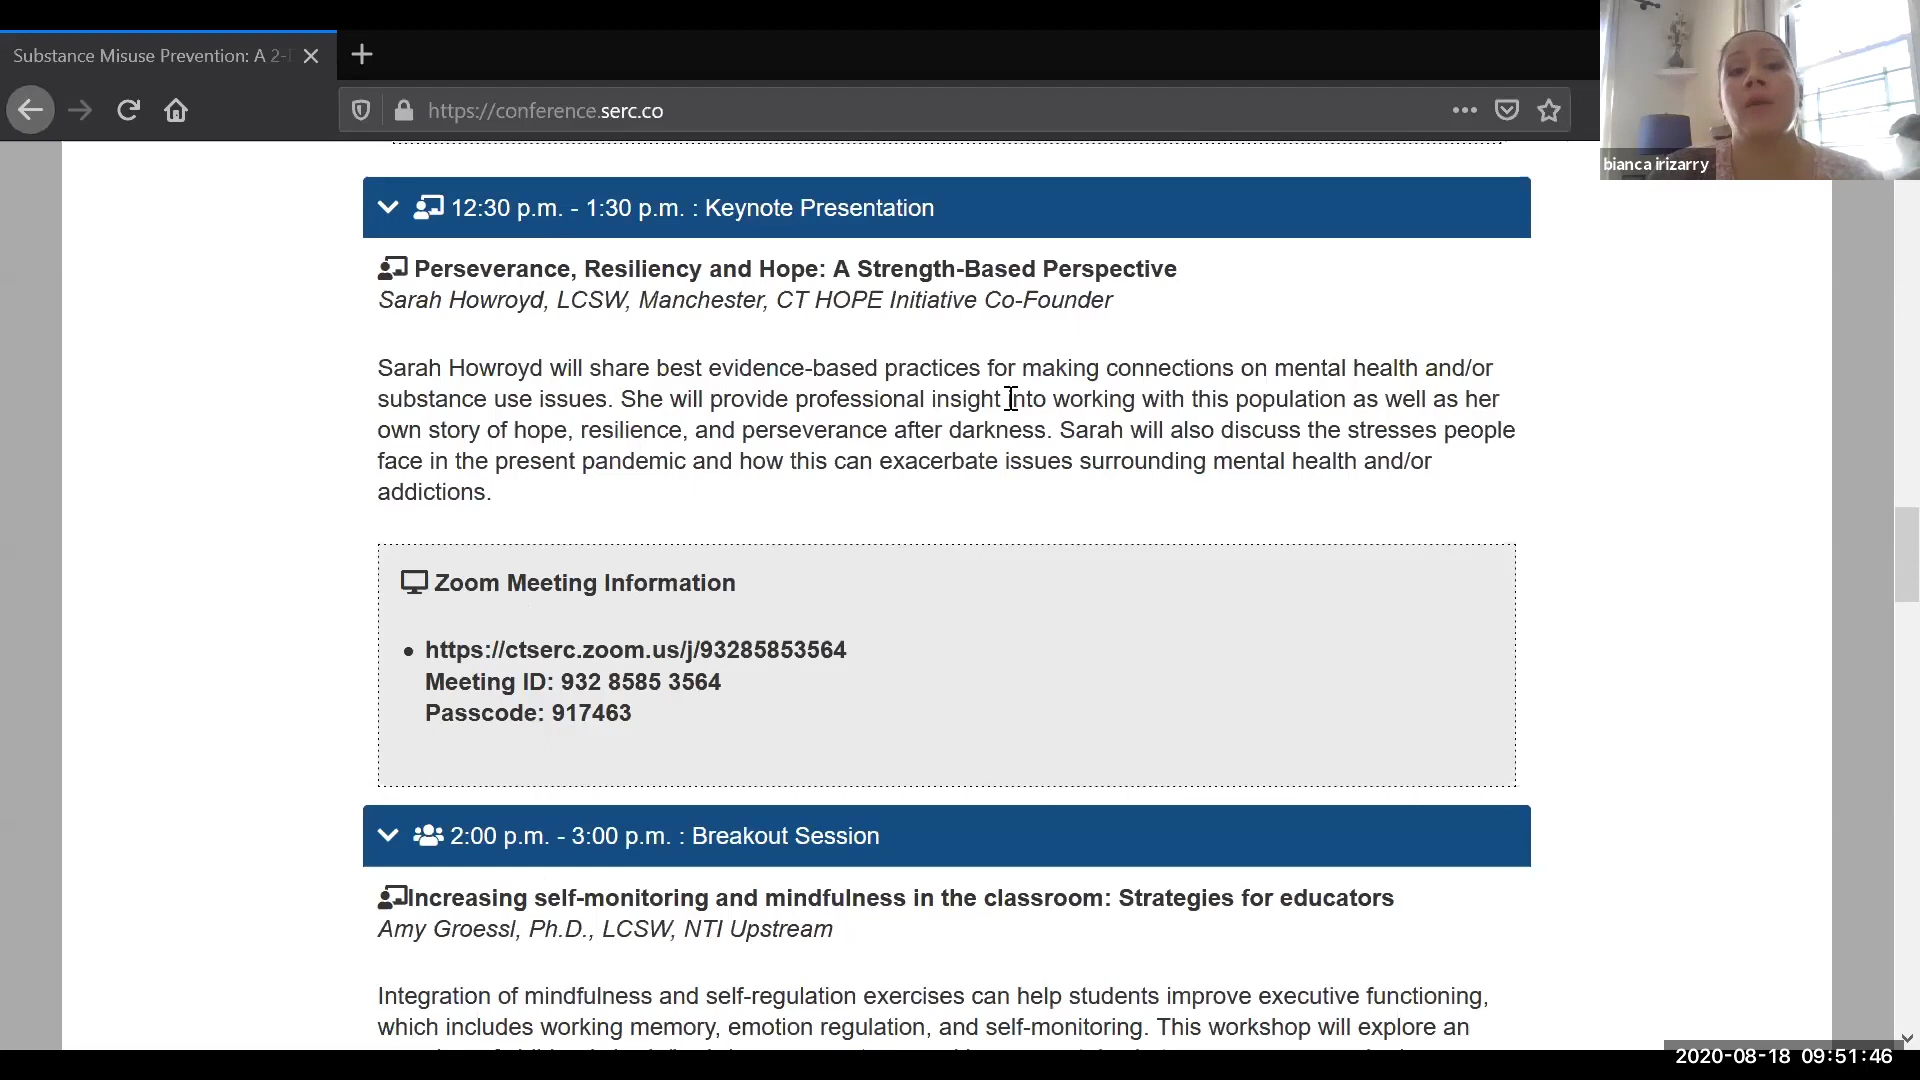 Substance Misuse Prevention: A 2-
https://conference.serc.co
bianca irizarry
12:30 p.m. - 1:30 p.m. : Keynote Presentation
Perseverance, Resiliency and Hope: A Strength-Based Perspective
Sarah Howroyd, LCSW, Manchester, CT HOPE Initiative Co-Founder
Sarah Howroyd will share best evidence-based practices for making connections on mental health and/or
substance use issues. She will provide professional insight into working with this population as well as her
own story of hope, resilience, and perseverance after darkness. Sarah will also discuss the stresses people
face in the present pandemic and how this can exacerbate issues surrounding mental health and/or
addictions.
Zoom Meeting Information
• https://ctserc.zoom.us/j/93285853564
Meeting ID: 932 8585 3564
Passcode: 917463
2:00 p.m. - 3:00 p.m. : Breakout Session
Increasing self-monitoring and mindfulness in the classroom: Strategies for educators
Amy Groessl, Ph.D., LCSW, NTI Upstream
Integration of mindfulness and self-regulation exercises can help students improve executive functioning,
which includes working memory, emotion regulation, and self-monitoring. This workshop will explore an
2020-08-18 09:51:46